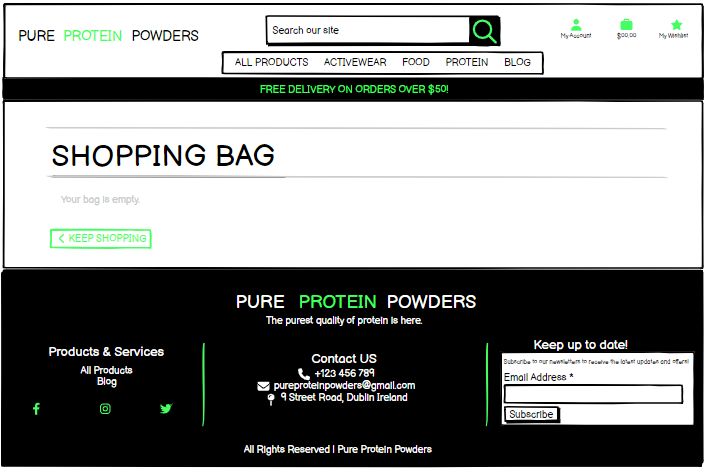 PURE PROTEIN POWDERS
Search our site
My Account
$00.00
My Wishlist
ALL PRODUCTS ACTIVEWEAR FOOD PROTEIN BLOG
FREE DELIVERY ON ORDERS OVER $50!
SHOPPING BAG
Your bag is empty.
< KEEP SHOPPING
PURE PROTEIN POWDERS
The purest quality of protein is here.
Products & Services
All Products
Blog
Contact US
+123 456 789
pureproteinpowders@gmail.com
9 Street Road, Dublin Ireland
Keep up to date!
Subscribe to our newsletters to receive the latest updates and offers!
Email Address *
Subscribe
All Rights Reserved | Pure Protein Powders